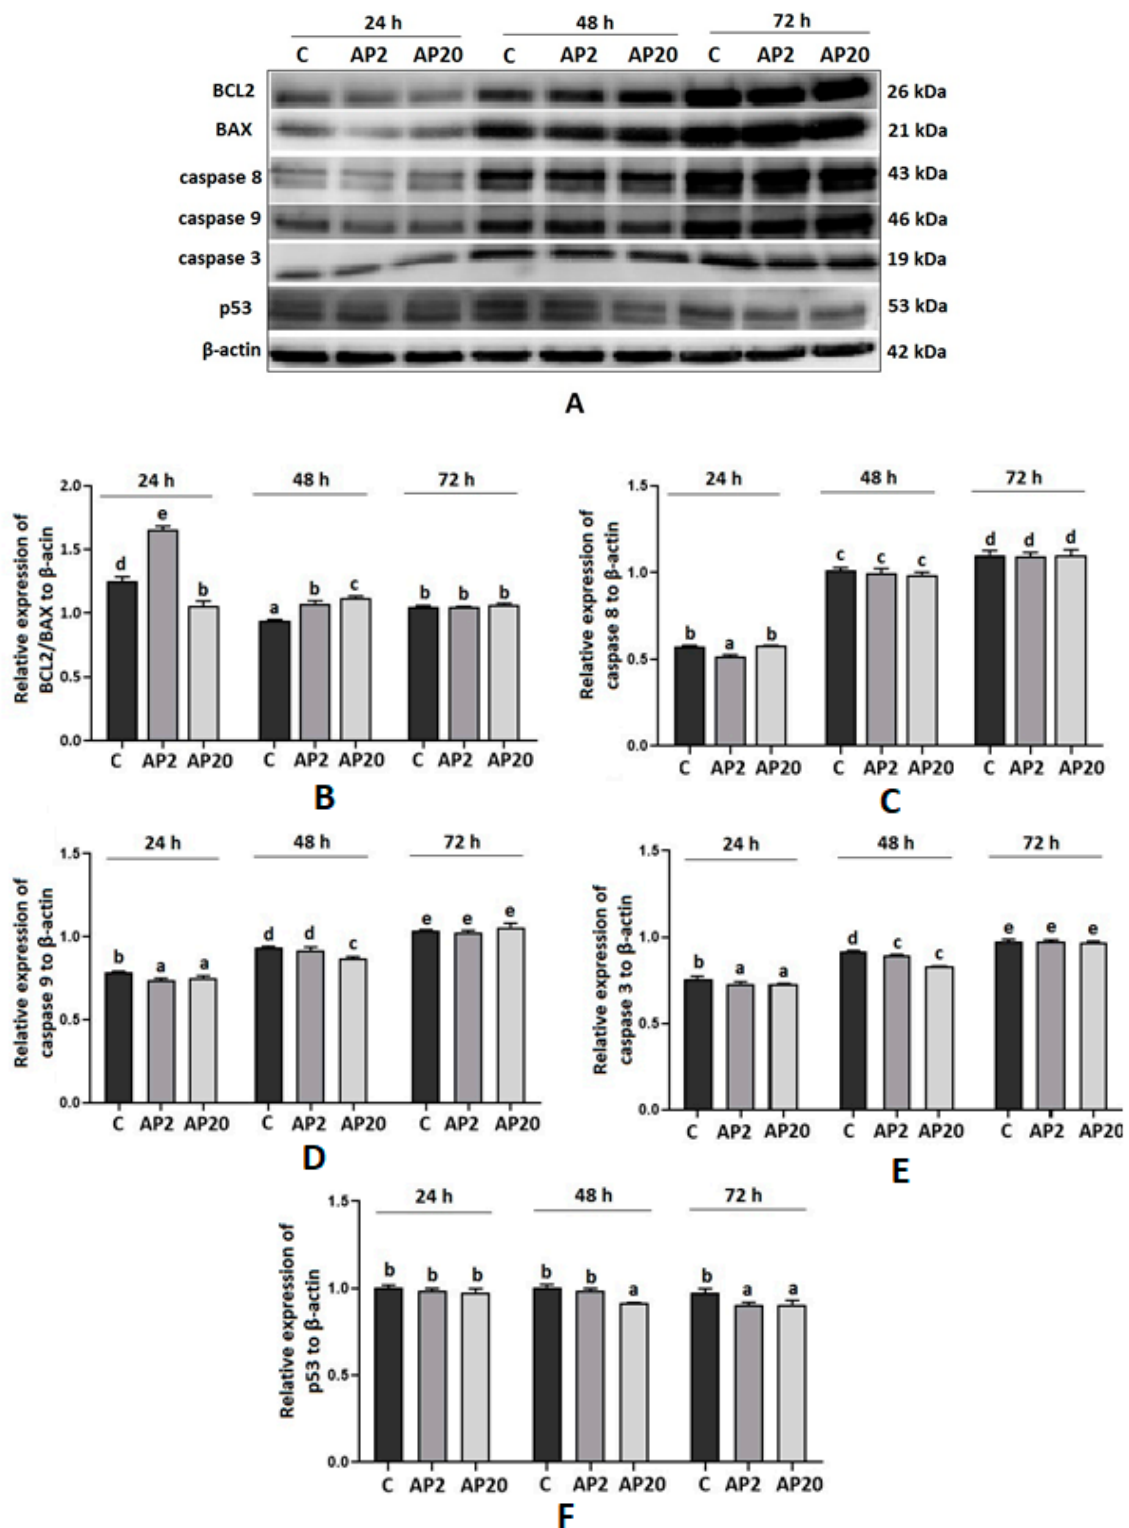 24 h 48 h 72 h
C AP2 AP20 C AP2 AP20 C AP2 AP20
BCL2 26 kDa
BAX 21 kDa
caspase 8 43 kDa
caspase 9 46 kDa
caspase 3 19 kDa
p53 53 kDa
β-actin 42 kDa
A
24 h 48 h 72 h
Relative expression of
BCL2/BAX to β-acin
2.0
1.5
1.0
0.5
0.0
d e b a b c b b b
C AP2 AP20 C AP2 AP20 C AP2 AP20
B
24 h 48 h 72 h
Relative expression of
caspase 8 to β-actin
1.5
1.0
0.5
0.0
b a b c c c d d d
C AP2 AP20 C AP2 AP20 C AP2 AP20
C
24 h 48 h 72 h
Relative expression of
caspase 9 to β-actin
1.5
1.0
0.5
0.0
b a a d d c e e e
C AP2 AP20 C AP2 AP20 C AP2 AP20
D
24 h 48 h 72 h
Relative expression of
caspase 3 to β-actin
1.5
1.0
0.5
0.0
b a a d c c e e e
C AP2 AP20 C AP2 AP20 C AP2 AP20
E
24 h 48 h 72 h
Relative expression of
p53 to β-actin
1.5
1.0
0.5
0.0
b b b b b a b a a
C AP2 AP20 C AP2 AP20 C AP2 AP20
F